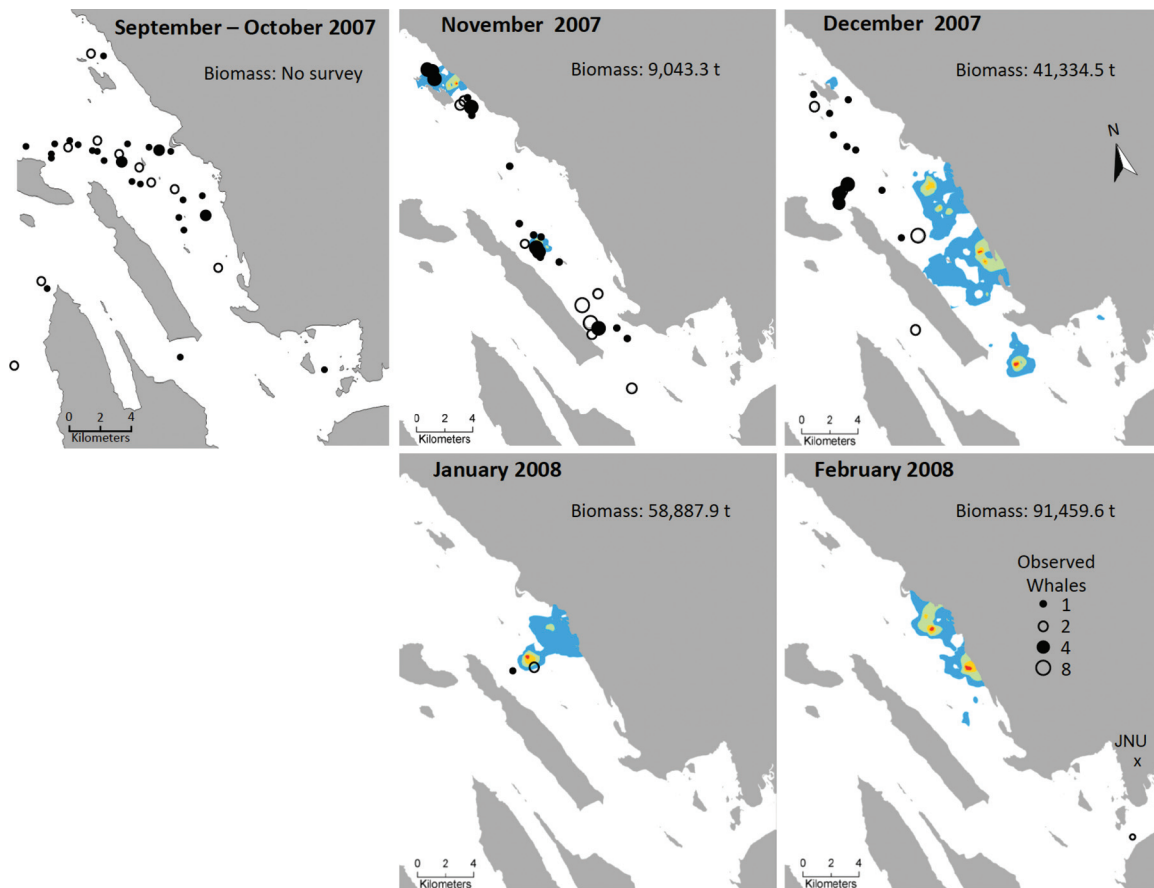 September – October 2007
Biomass: No survey
0 2 4
Kilometers
November 2007
Biomass: 9,043.3 t
0 2 4
Kilometers
December 2007
Biomass: 41,334.5 t
N
0 2 4
Kilometers
January 2008
Biomass: 58,887.9 t
0 2 4
Kilometers
February 2008
Biomass: 91,459.6 t
Observed
Whales
1
2
4
8
JNU
x
0 2 4
Kilometers